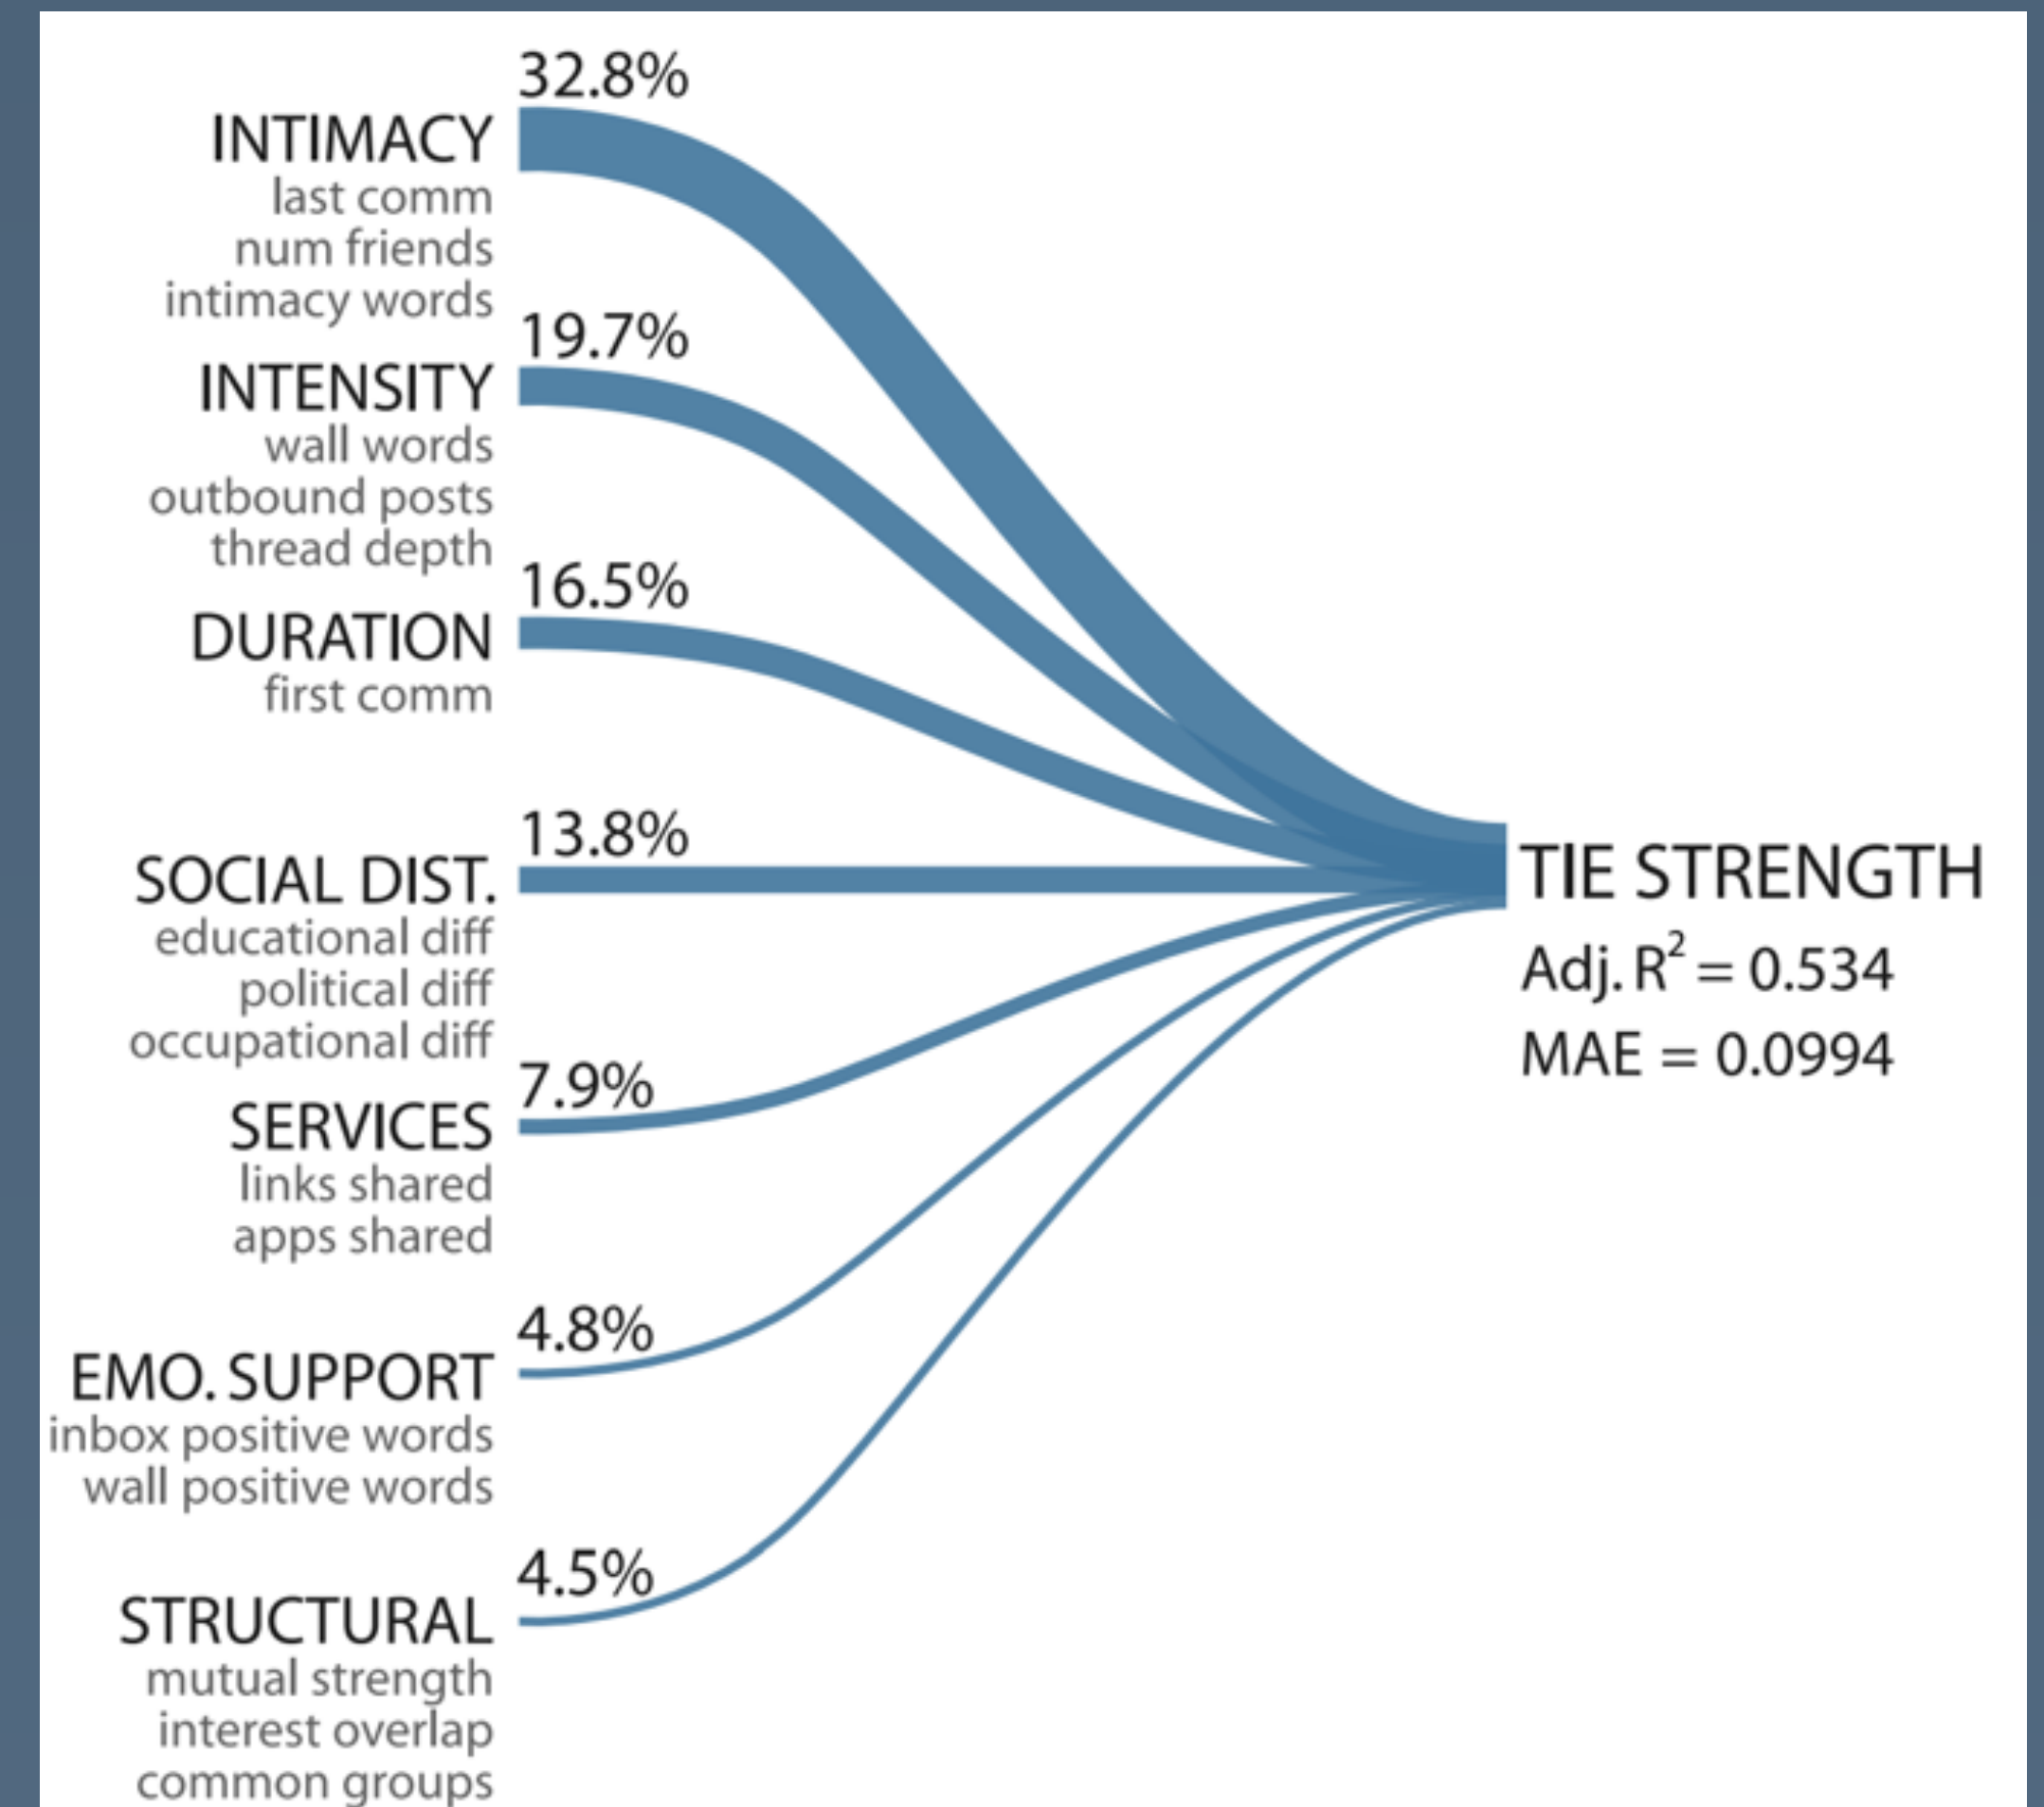 32.8%
INTIMACY
last comm
num friends
intimacy words
19.7%
INTENSITY
wall words
outbound posts
thread depth
16.5%
DURATION
first comm
13.8%
SOCIAL DIST.
educational diff
political diff
occupational diff
7.9%
SERVICES
links shared
apps shared
4.8%
EMO. SUPPORT
inbox positive words
wall positive words
4.5%
STRUCTURAL
mutual strength
interest overlap
common groups
TIE STRENGTH
Adj. R² = 0.534
MAE = 0.0994